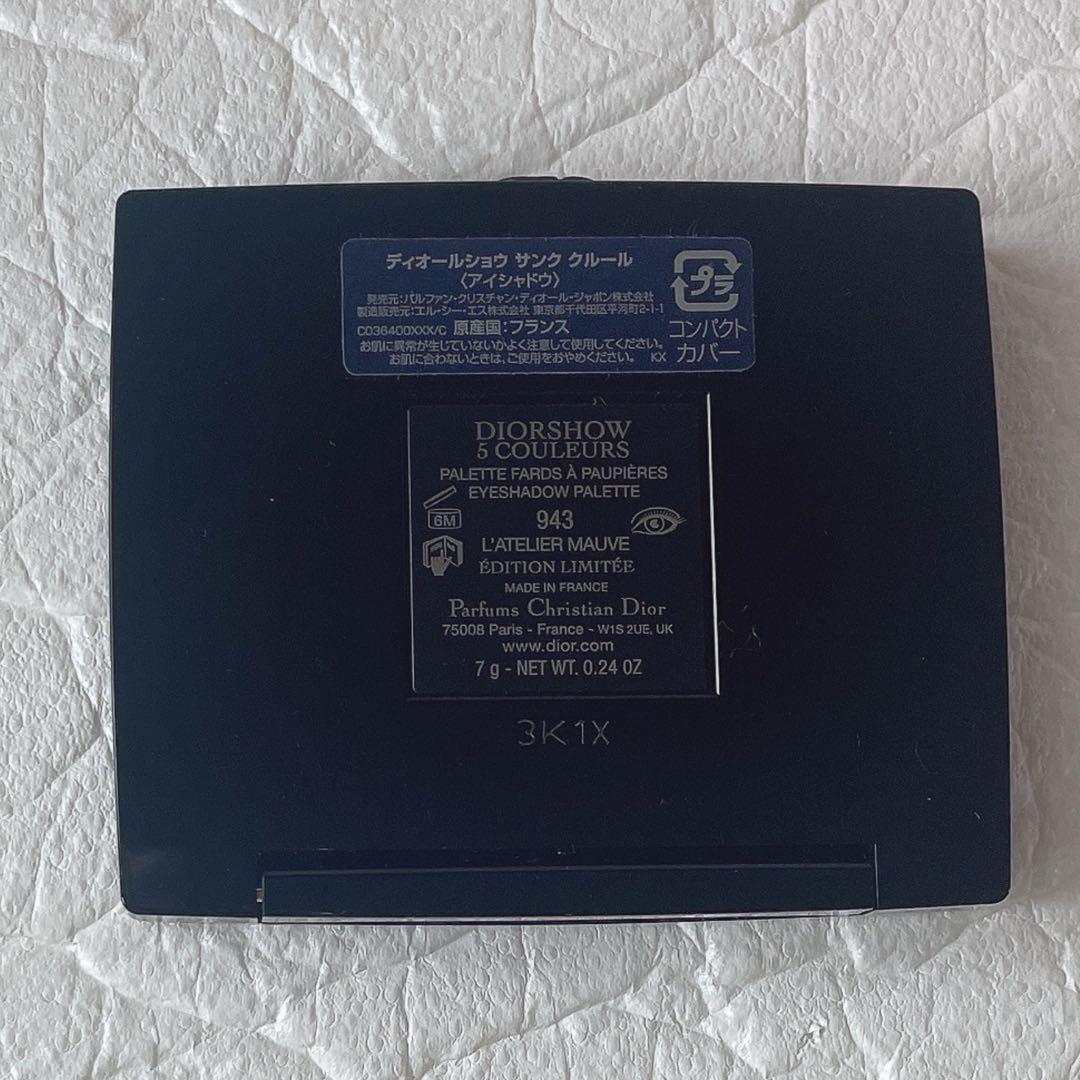 ディオールショウ サンク クルール
〈アイシャドウ〉
発売元:パルファン・クリスチャン・ディオール・ジャポン株式会社
製造販売元:エル・シー・エス株式会社 東京都千代田区平河町2-1-1
CD36400XXX/C 原産国:フランス
お肌に異常が生じていないかよく注意して使用してください。
お肌に合わないときは、ご使用をおやめください。 KX
プラ
コンパクト
カバー
DIORSHOW
5 COULEURS
PALETTE FARDS À PAUPIÈRES
EYESHADOW PALETTE
6M
943
L'ATELIER MAUVE
ÉDITION LIMITÉE
MADE IN FRANCE
Parfums Christian Dior
75008 Paris - France - W1S 2UE, UK
www.dior.com
7 g - NET WT. 0.24 OZ
3K1X